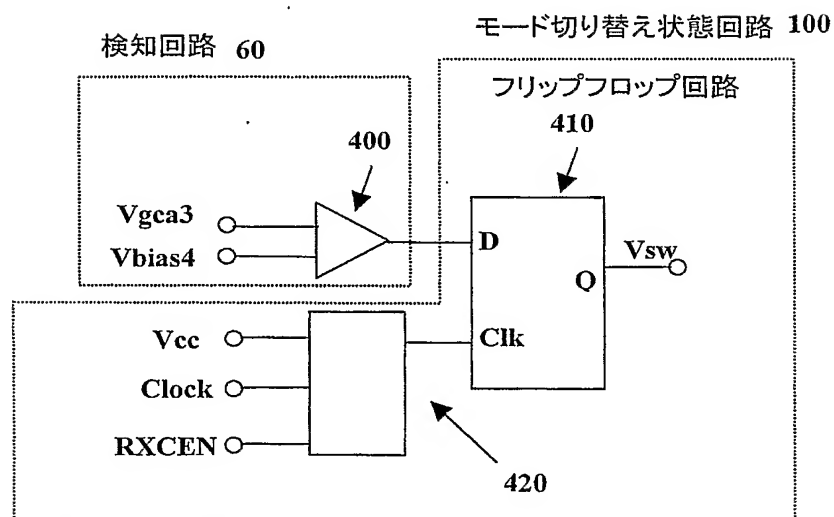 モード切り替え状態回路 100
検知回路 60
フリップフロップ回路
410
400
Vgca3
Vbias4
D
Q
Vsw
Clk
Vcc
Clock
RXCEN
420